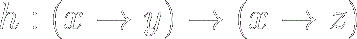 h : (x → y) → (x → z)